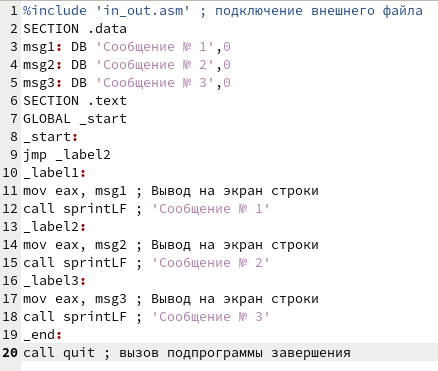 1 %include 'in_out.asm' ; подключение внешнего файла
2 SECTION .data
3 msg1: DB 'Сообщение № 1',0
4 msg2: DB 'Сообщение № 2',0
5 msg3: DB 'Сообщение № 3',0
6 SECTION .text
7 GLOBAL _start
8 _start:
9 jmp _label2
10 _label1:
11 mov eax, msg1 ; Вывод на экран строки
12 call sprintLF ; 'Сообщение № 1'
13 _label2:
14 mov eax, msg2 ; Вывод на экран строки
15 call sprintLF ; 'Сообщение № 2'
16 _label3:
17 mov eax, msg3 ; Вывод на экран строки
18 call sprintLF ; 'Сообщение № 3'
19 _end:
20 call quit ; вызов подпрограммы завершения